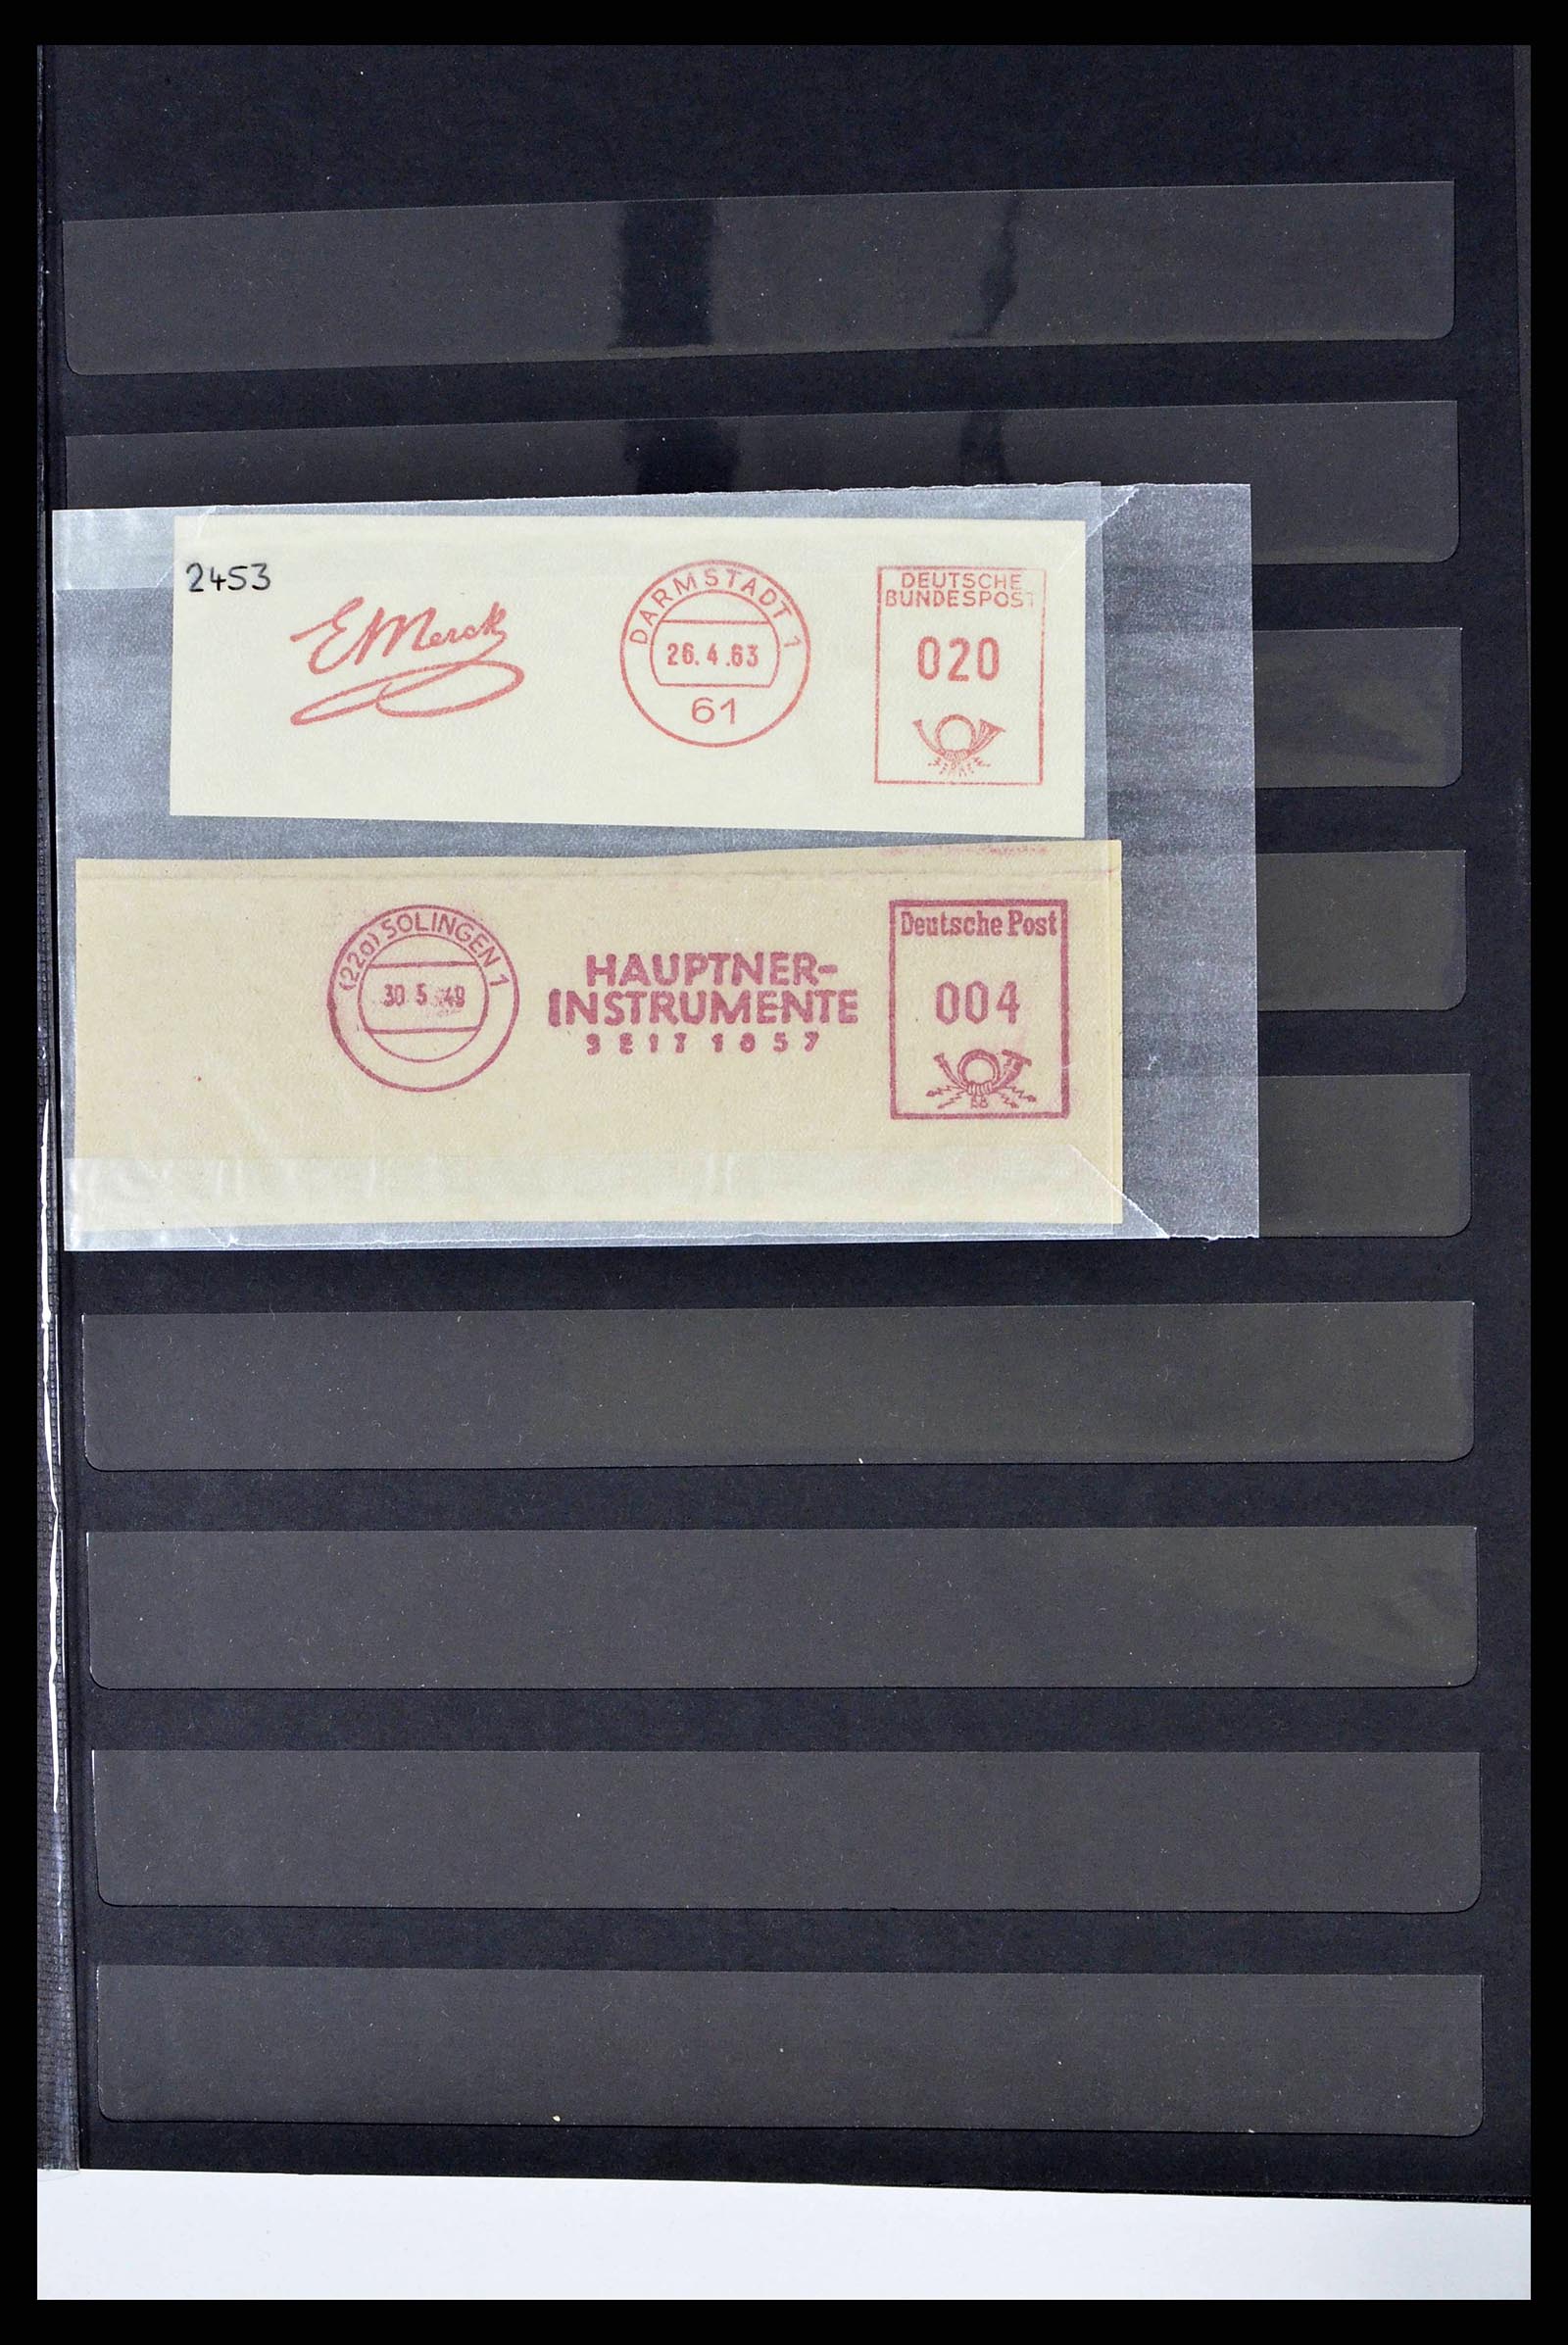 2453
E Merck
DARMSTADT 1
26.4.63
61
DEUTSCHE
BUNDESPOST
020
(22a) SOLINGEN 1
30 5 49
HAUPTNER-
INSTRUMENTE
SEIT 1857
Deutsche Post
004